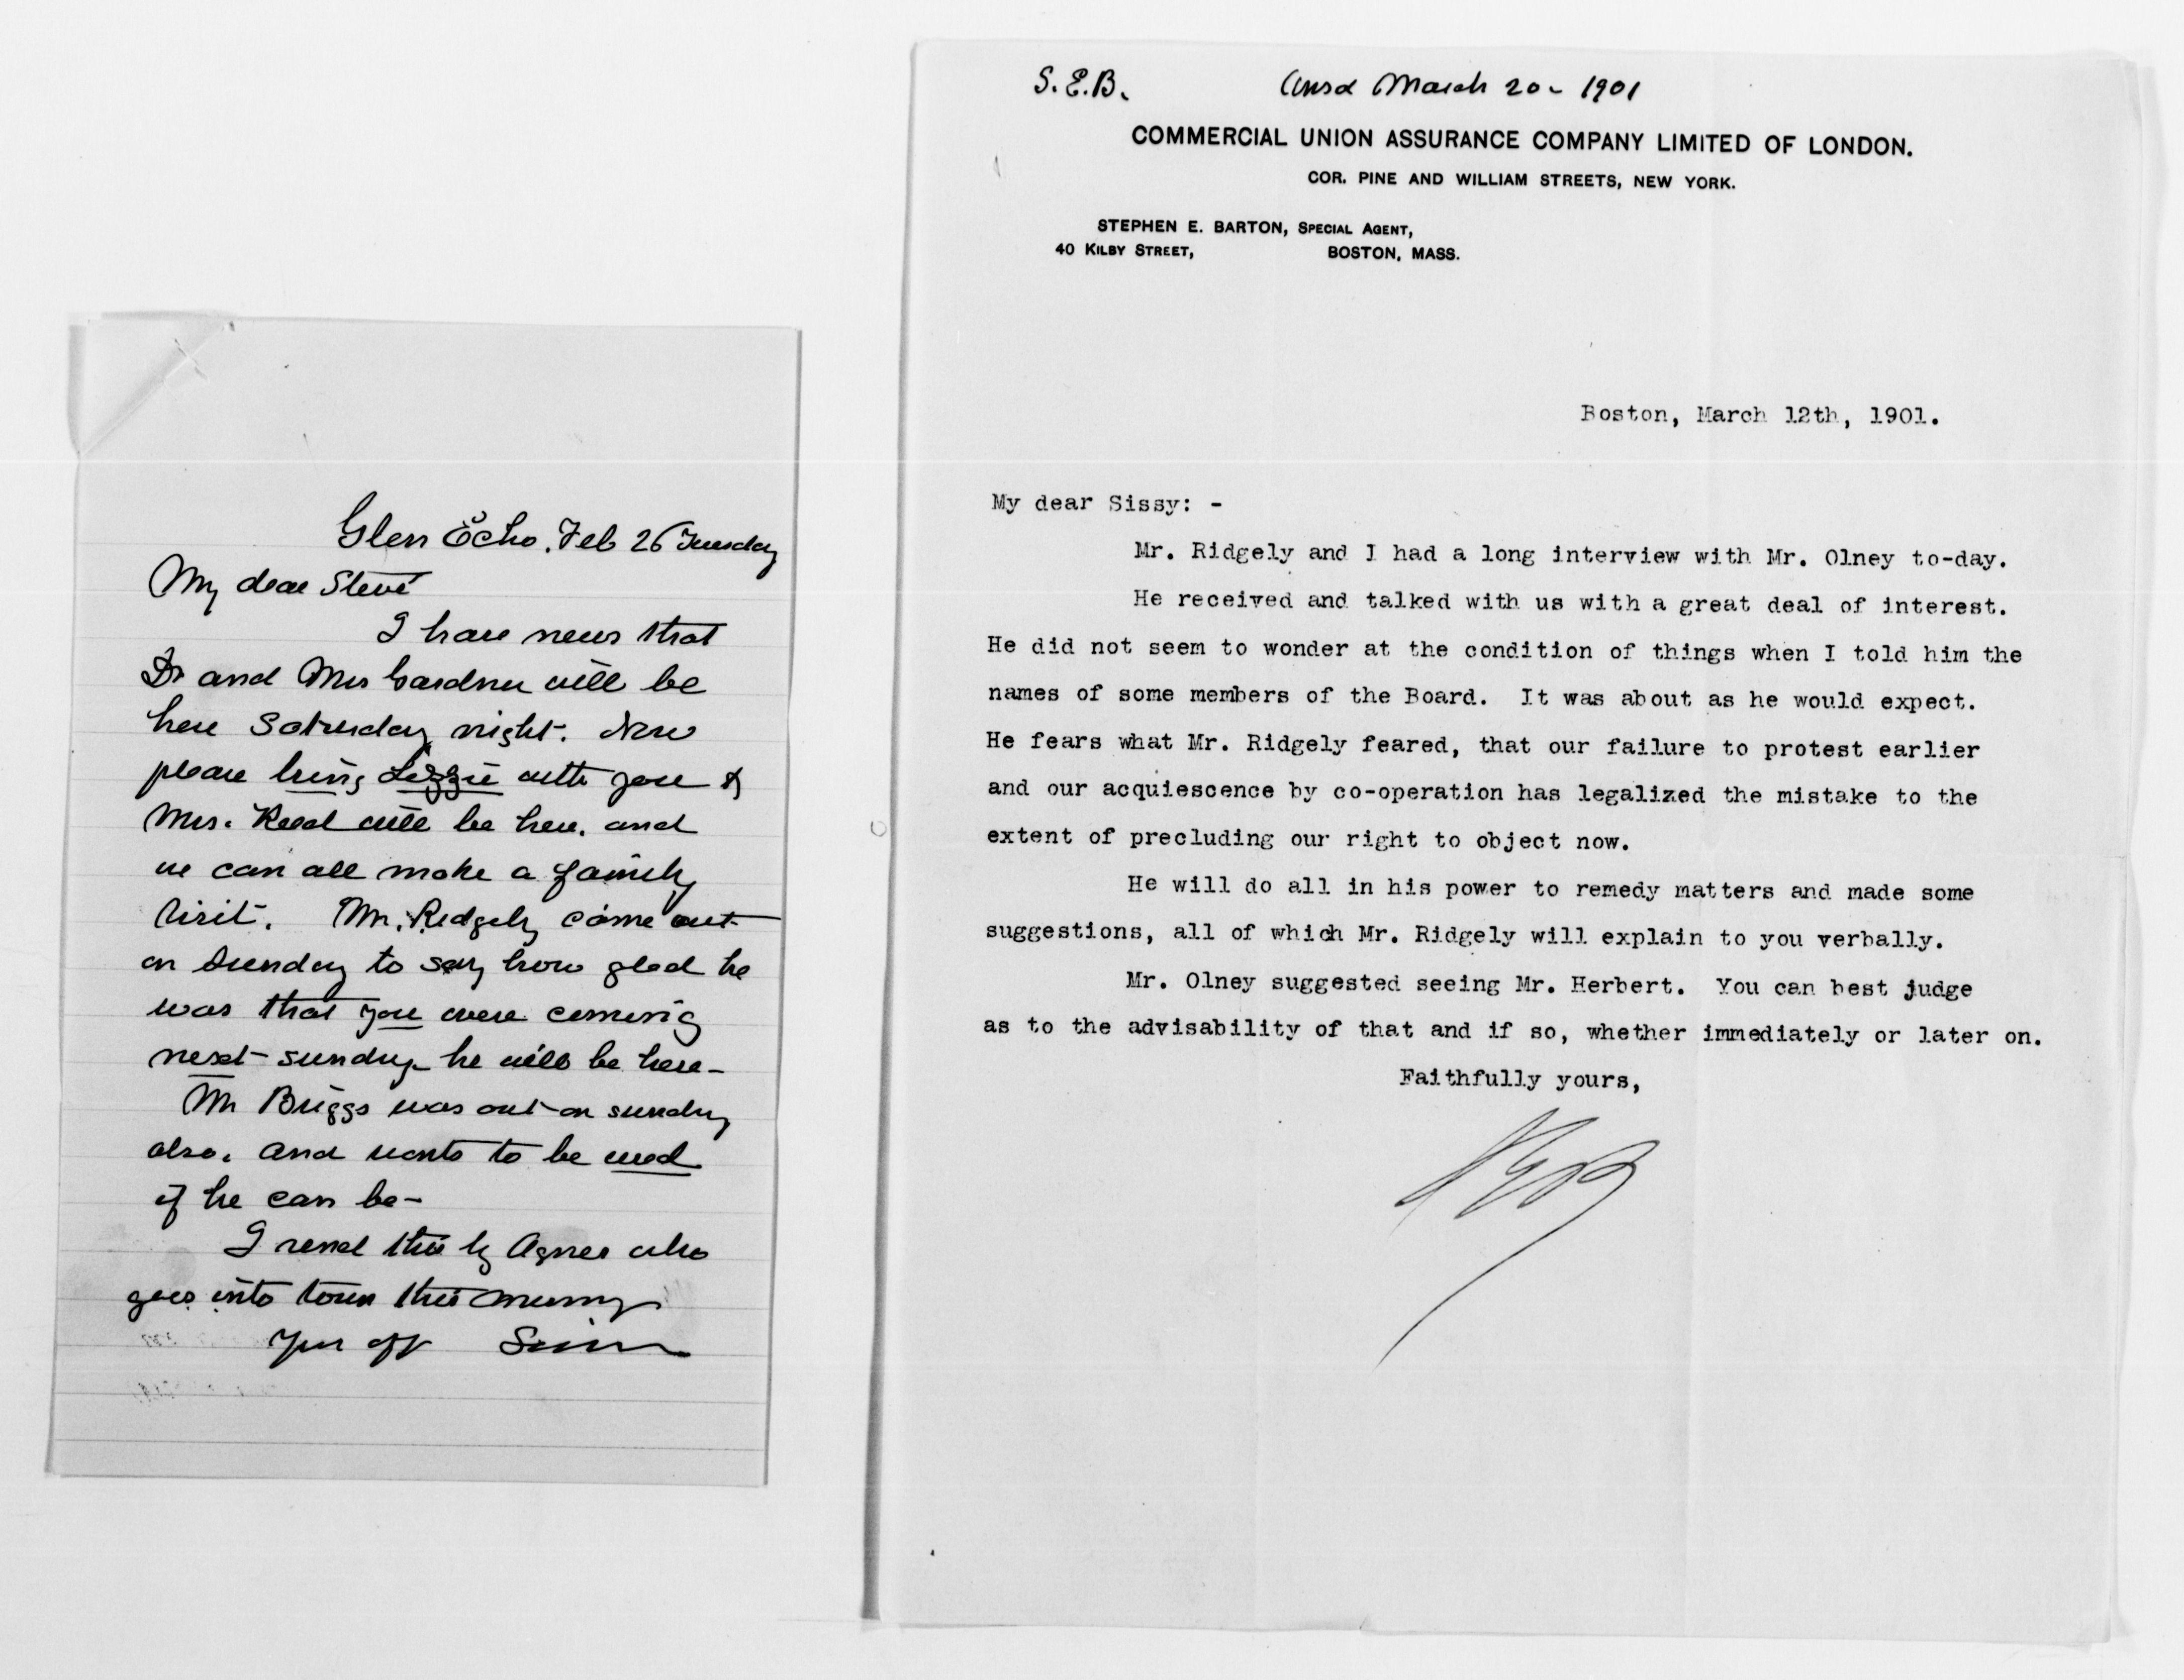 Glen Echo. Feb 26 Tuesday
My dear Steve
I have news that
Dr and Mrs Gardner will be
here Saturday night. Now
please bring Lizzie with you &
Mrs. Read will be here. and
we can all make a family
visit. Mr. Ridgely came out
on Sunday to say how glad he
was that you were coming
next Sunday he will be here -
Mr Briggs was out on Sunday
also. and wants to be used
if he can be -
I send this by Agnes who
goes into town this morning
Yur aff
S.E.B. Ansd March 20 - 1901
COMMERCIAL UNION ASSURANCE COMPANY LIMITED OF LONDON.
COR. PINE AND WILLIAM STREETS, NEW YORK.
STEPHEN E. BARTON, SPECIAL AGENT,
40 KILBY STREET, BOSTON, MASS.
Boston, March 12th, 1901.
My dear Sissy: -
Mr. Ridgely and I had a long interview with Mr. Olney to-day.
He received and talked with us with a great deal of interest.
He did not seem to wonder at the condition of things when I told him the
names of some members of the Board. It was about as he would expect.
He fears what Mr. Ridgely feared, that our failure to protest earlier
and our acquiescence by co-operation has legalized the mistake to the
extent of precluding our right to object now.
He will do all in his power to remedy matters and made some
suggestions, all of which Mr. Ridgely will explain to you verbally.
Mr. Olney suggested seeing Mr. Herbert. You can best judge
as to the advisability of that and if so, whether immediately or later on.
Faithfully yours,